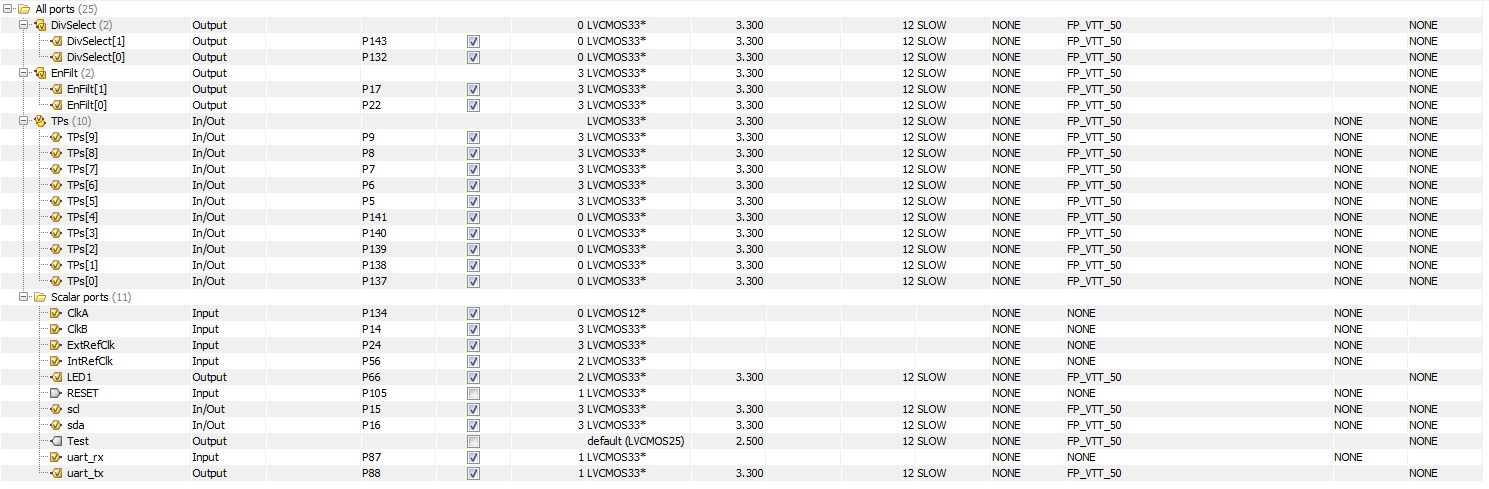 All ports (25)
DivSelect (2) Output 0 LVCMOS33* 3.300 12 SLOW NONE FP_VTT_50 NONE
DivSelect[1] Output P143 0 LVCMOS33* 3.300 12 SLOW NONE FP_VTT_50 NONE
DivSelect[0] Output P132 0 LVCMOS33* 3.300 12 SLOW NONE FP_VTT_50 NONE
EnFilt (2) Output 3 LVCMOS33* 3.300 12 SLOW NONE FP_VTT_50 NONE
EnFilt[1] Output P17 3 LVCMOS33* 3.300 12 SLOW NONE FP_VTT_50 NONE
EnFilt[0] Output P22 3 LVCMOS33* 3.300 12 SLOW NONE FP_VTT_50 NONE
TPs (10) In/Out LVCMOS33* 3.300 12 SLOW NONE FP_VTT_50 NONE NONE
TPs[9] In/Out P9 3 LVCMOS33* 3.300 12 SLOW NONE FP_VTT_50 NONE NONE
TPs[8] In/Out P8 3 LVCMOS33* 3.300 12 SLOW NONE FP_VTT_50 NONE NONE
TPs[7] In/Out P7 3 LVCMOS33* 3.300 12 SLOW NONE FP_VTT_50 NONE NONE
TPs[6] In/Out P6 3 LVCMOS33* 3.300 12 SLOW NONE FP_VTT_50 NONE NONE
TPs[5] In/Out P5 3 LVCMOS33* 3.300 12 SLOW NONE FP_VTT_50 NONE NONE
TPs[4] In/Out P141 0 LVCMOS33* 3.300 12 SLOW NONE FP_VTT_50 NONE NONE
TPs[3] In/Out P140 0 LVCMOS33* 3.300 12 SLOW NONE FP_VTT_50 NONE NONE
TPs[2] In/Out P139 0 LVCMOS33* 3.300 12 SLOW NONE FP_VTT_50 NONE NONE
TPs[1] In/Out P138 0 LVCMOS33* 3.300 12 SLOW NONE FP_VTT_50 NONE NONE
TPs[0] In/Out P137 0 LVCMOS33* 3.300 12 SLOW NONE FP_VTT_50 NONE NONE
Scalar ports (11)
ClkA Input P134 0 LVCMOS12* NONE NONE NONE
ClkB Input P14 3 LVCMOS33* NONE NONE NONE
ExtRefClk Input P24 3 LVCMOS33* NONE NONE NONE
IntRefClk Input P56 2 LVCMOS33* NONE NONE NONE
LED1 Output P66 2 LVCMOS33* 3.300 12 SLOW NONE FP_VTT_50 NONE
RESET Input P105 1 LVCMOS33* NONE NONE NONE
scl In/Out P15 3 LVCMOS33* 3.300 12 SLOW NONE FP_VTT_50 NONE NONE
sda In/Out P16 3 LVCMOS33* 3.300 12 SLOW NONE FP_VTT_50 NONE NONE
Test Output default (LVCMOS25) 2.500 12 SLOW NONE FP_VTT_50 NONE
uart_rx Input P87 1 LVCMOS33* NONE NONE NONE
uart_tx Output P88 1 LVCMOS33* 3.300 12 SLOW NONE FP_VTT_50 NONE